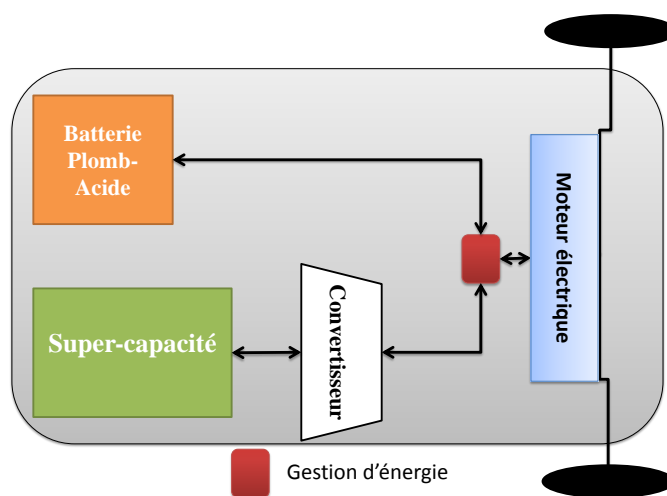 Batterie
Plomb-
Acide
Moteur électrique
Super-capacité
Convertisseur
Gestion d'énergie